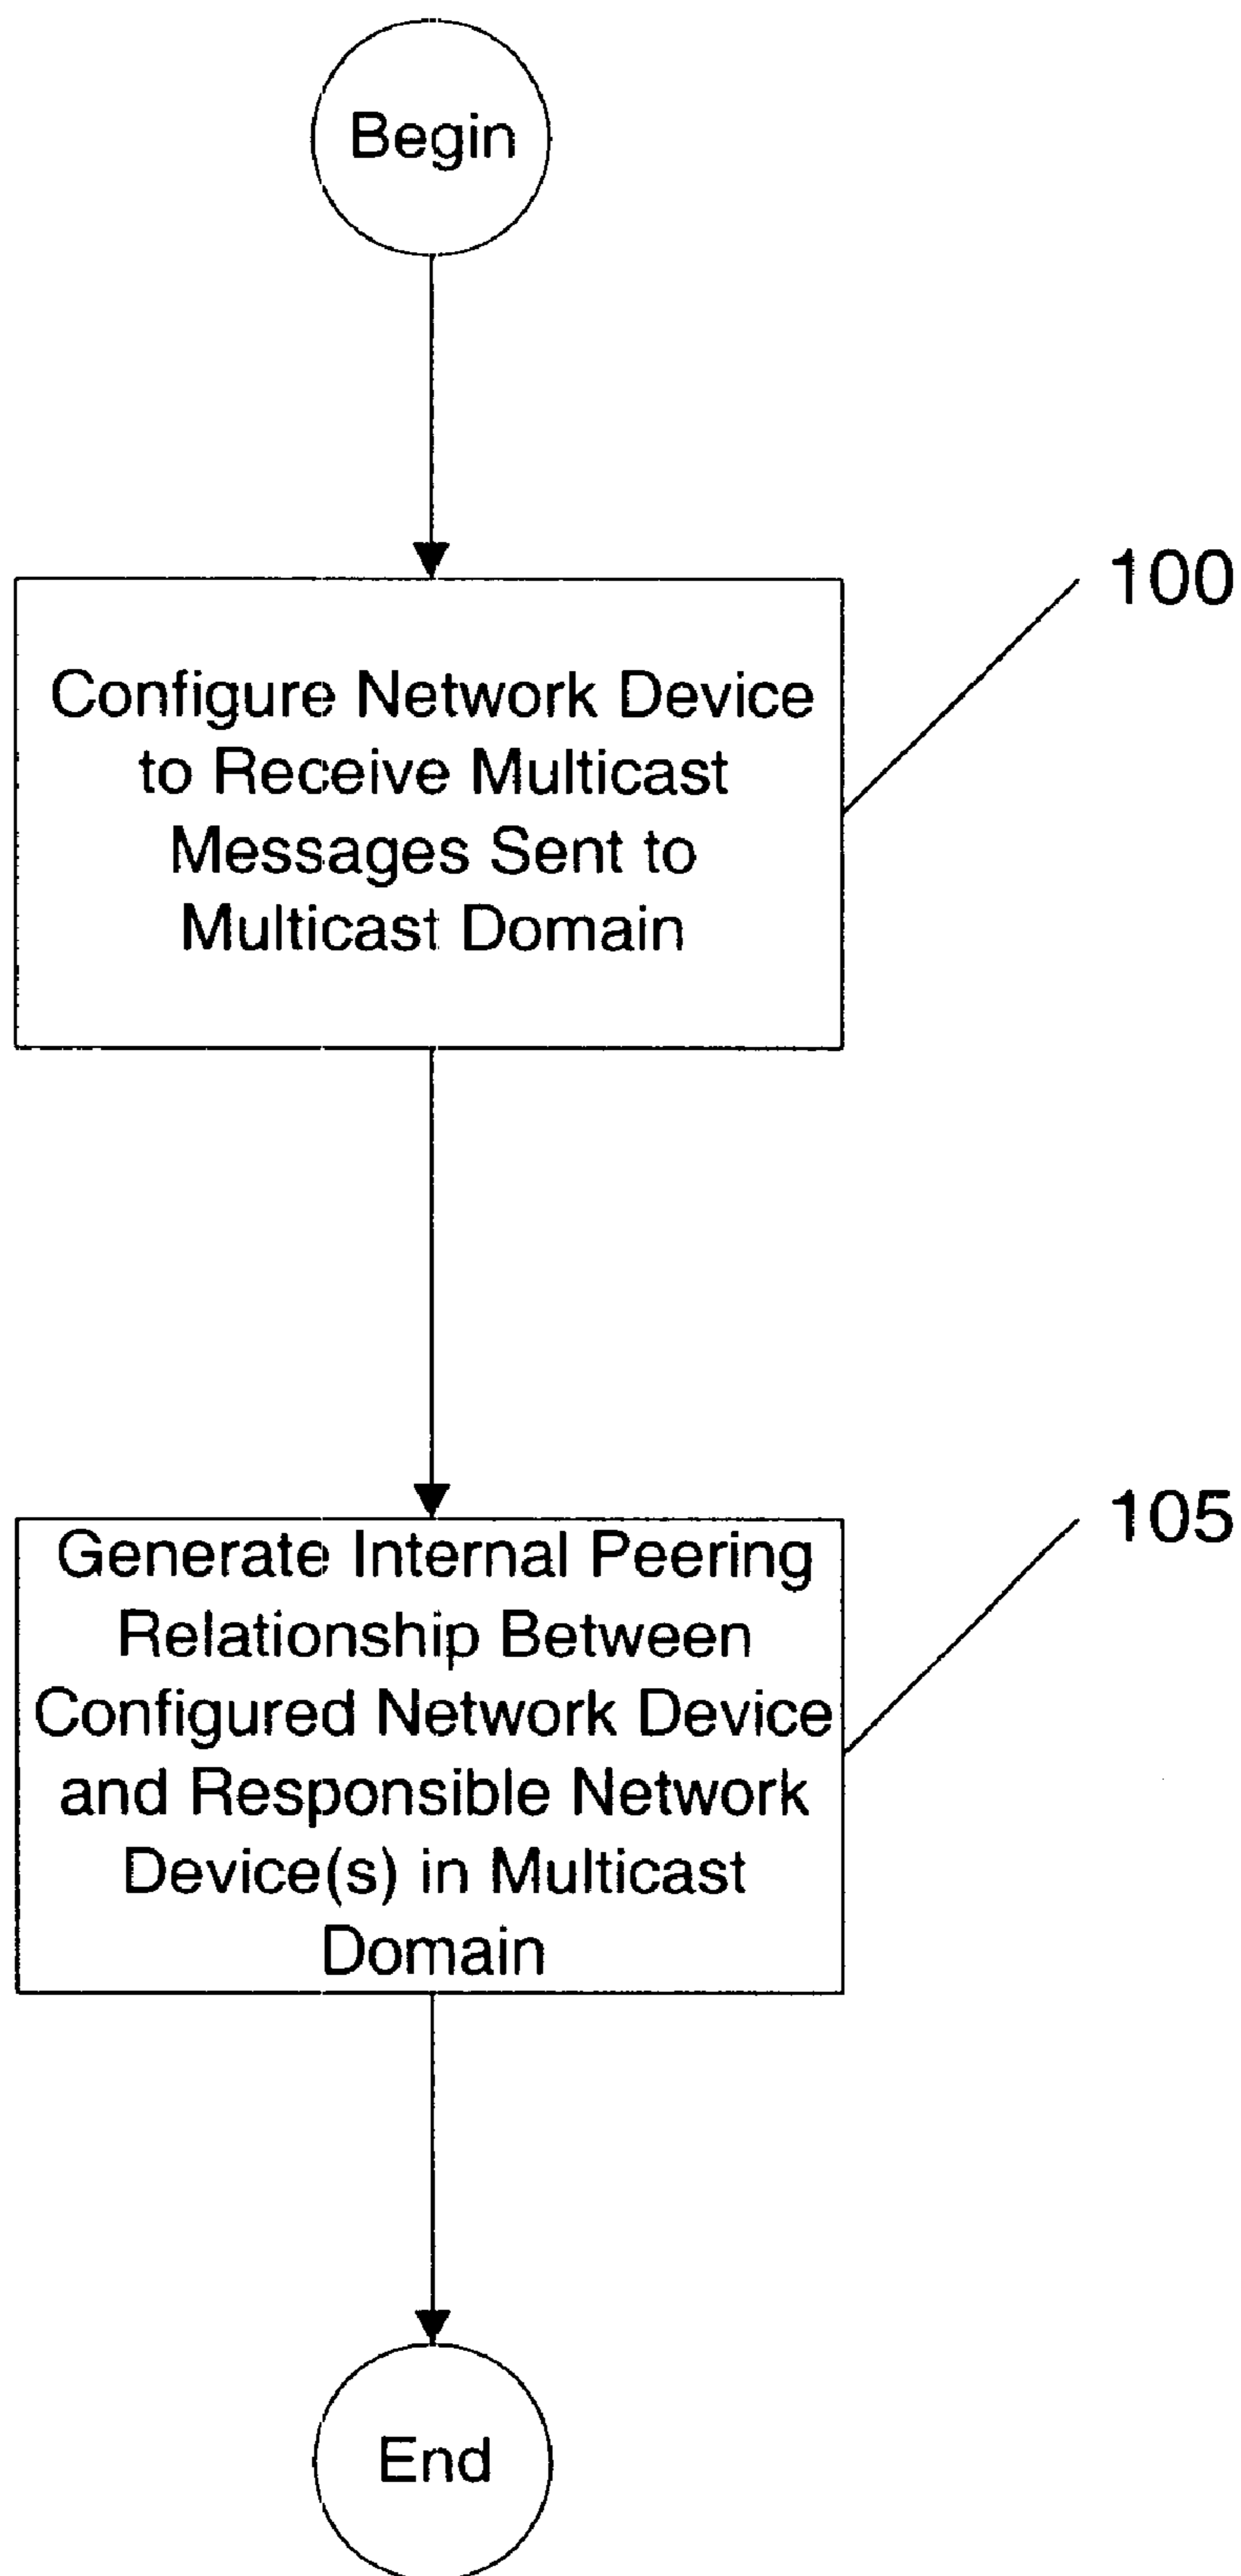 Begin
100
Configure Network Device
to Receive Multicast
Messages Sent to
Multicast Domain
105
Generate Internal Peering
Relationship Between
Configured Network Device
and Responsible Network
Device(s) in Multicast
Domain
End